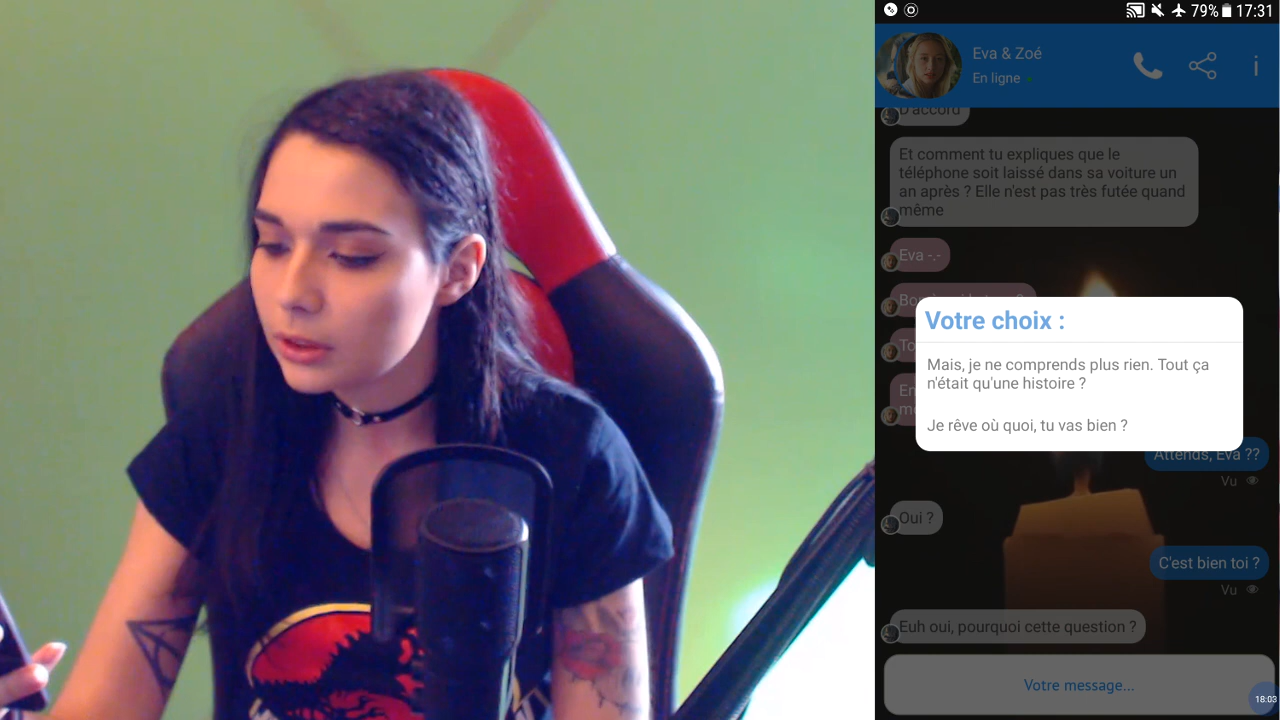 79% 17:31
Eva & Zoé
En ligne
D'accord
Et comment tu expliques que le
téléphone soit laissé dans sa voiture un
an après ? Elle n'est pas très futée quand
même
Eva -.-
To
En
Votre choix :
Mais, je ne comprends plus rien. Tout ça
n'était qu'une histoire ?
Je rêve où quoi, tu vas bien ?
Attends, Eva ??
Vu
Oui ?
C'est bien toi ?
Vu
Euh oui, pourquoi cette question ?
Votre message...
18:03